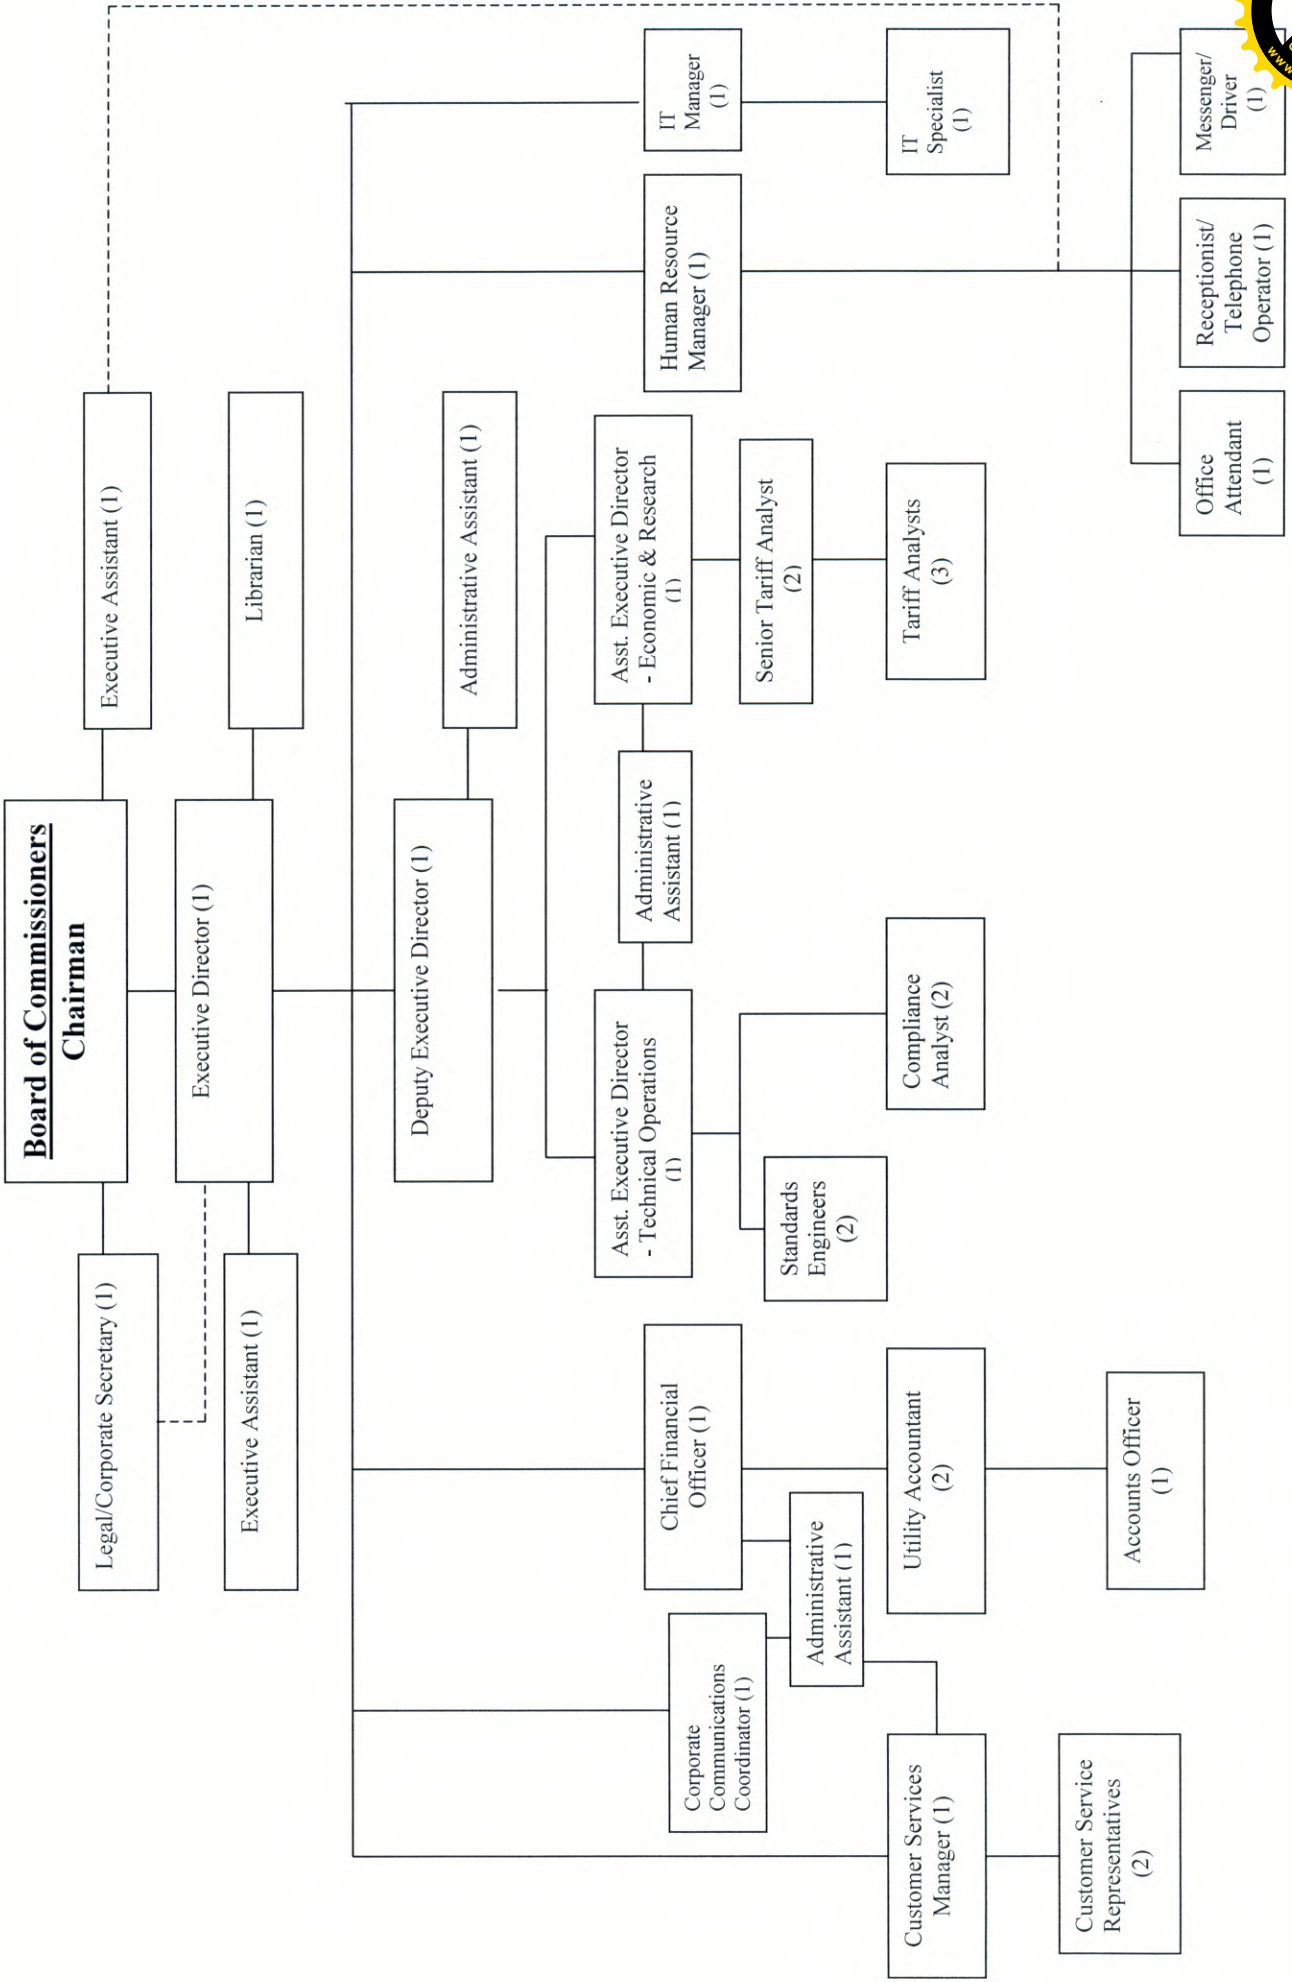 Board of Commissioners
Chairman
Legal/Corporate Secretary (1)
Executive Assistant (1)
Executive Director (1)
Executive Assistant (1)
Librarian (1)
Deputy Executive Director (1)
Administrative Assistant (1)
Customer Services
Manager (1)
Customer Service
Representatives
(2)
Corporate
Communications
Coordinator (1)
Administrative
Assistant (1)
Chief Financial
Officer (1)
Utility Accountant
(2)
Accounts Officer
(1)
Asst. Executive Director
- Technical Operations
(1)
Standards
Engineers
(2)
Compliance
Analyst (2)
Administrative
Assistant (1)
Asst. Executive Director
- Economic & Research
(1)
Senior Tariff Analyst
(2)
Tariff Analysts
(3)
Human Resource
Manager (1)
IT
Manager
(1)
IT
Specialist
(1)
Office
Attendant
(1)
Receptionist/
Telephone
Operator (1)
Messenger/
Driver
(1)
www.